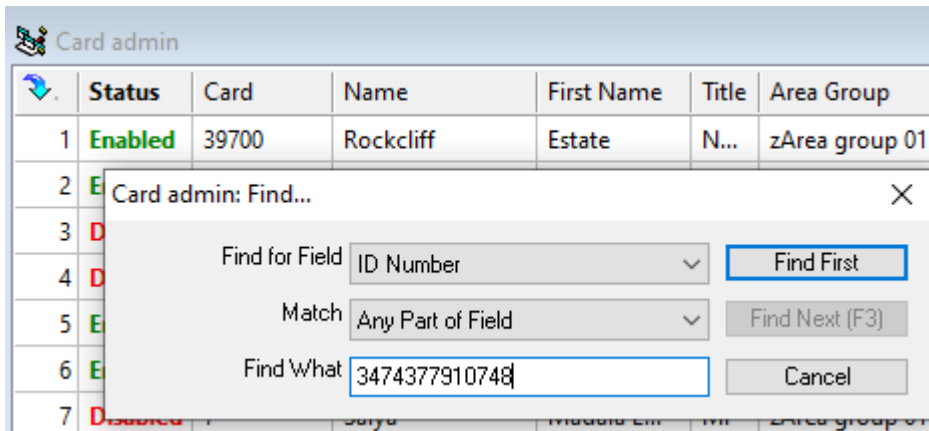 Card admin
Status Card Name First Name Title Area Group
1 Enabled 39700 Rockcliff Estate N... zArea group 01
2
Card admin: Find...
3 D
Find for Field ID Number Find First
4 D
Match Any Part of Field Find Next (F3)
5
6
Find What 3474377910748 Cancel
7